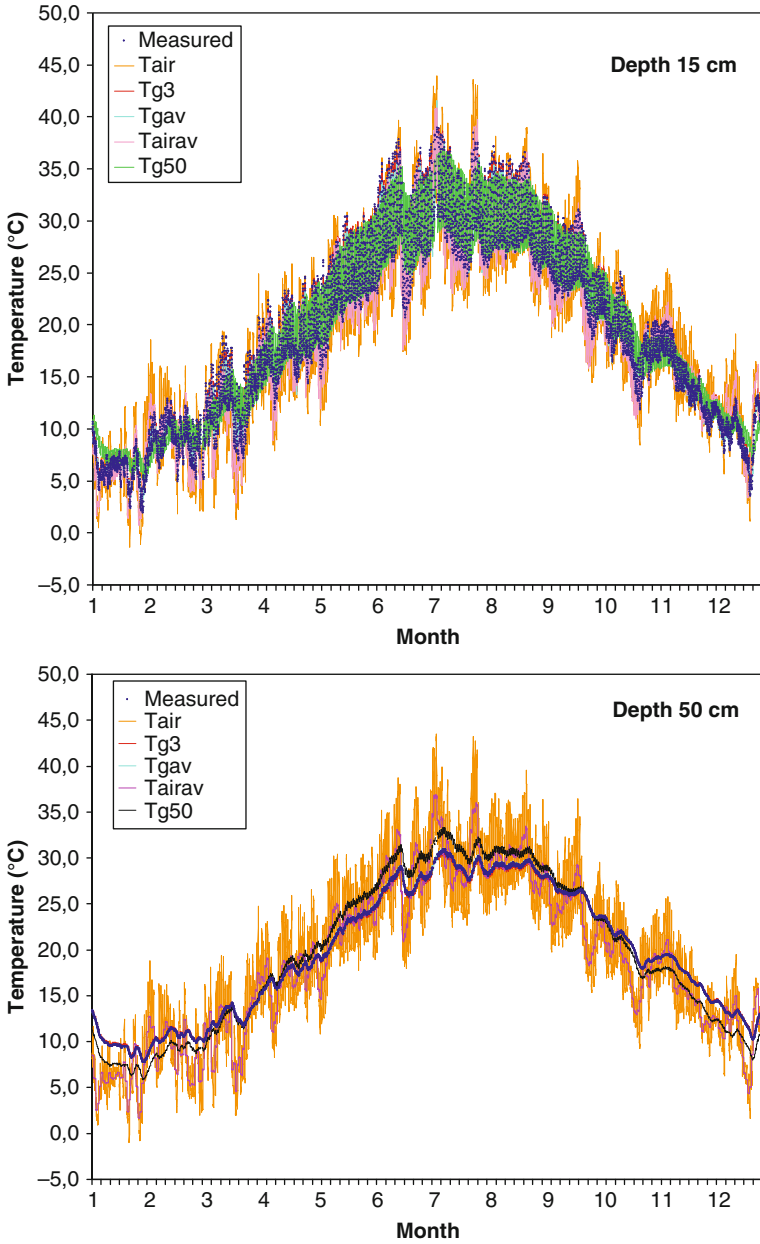 50,0
45,0
40,0
35,0
30,0
25,0
20,0
15,0
10,0
5,0
0,0
–5,0
Temperature (°C)
Measured
Tair
Tg3
Tgav
Tairav
Tg50
Depth 15 cm
1 2 3 4 5 6 7 8 9 10 11 12
Month
50,0
45,0
40,0
35,0
30,0
25,0
20,0
15,0
10,0
5,0
0,0
–5,0
Temperature (°C)
Measured
Tair
Tg3
Tgav
Tairav
Tg50
Depth 50 cm
1 2 3 4 5 6 7 8 9 10 11 12
Month